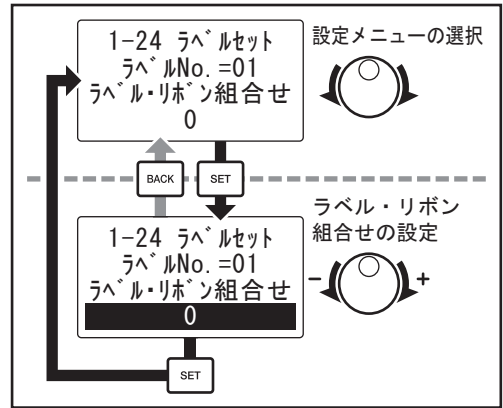 1-24 ﾗﾍﾞﾙｾｯﾄ
ﾗﾍﾞﾙNo.=01
ﾗﾍﾞﾙ・ﾘﾎﾞﾝ組合せ
0
設定メニューの選択
BACK
SET
1-24 ﾗﾍﾞﾙｾｯﾄ
ﾗﾍﾞﾙNo.=01
ﾗﾍﾞﾙ・ﾘﾎﾞﾝ組合せ
0
ラベル・リボン
組合せの設定
- +
SET